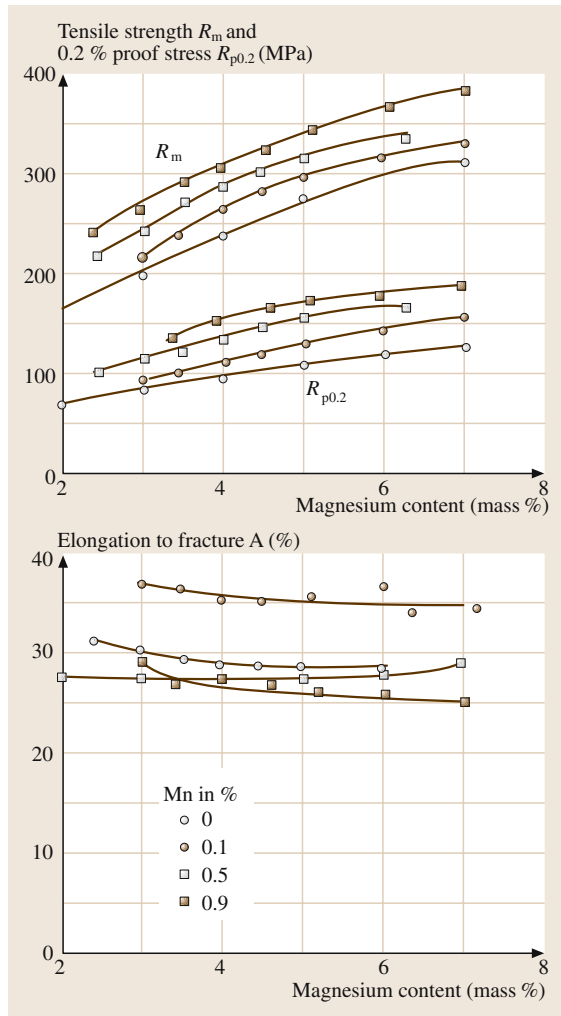 Tensile strength Rm and
0.2 % proof stress Rp0.2 (MPa)
400
300
200
100
0
Rm
Rp0.2
2
4
6
8
Magnesium content (mass %)
Elongation to fracture A (%)
40
30
20
10
0
Mn in %
0
0.1
0.5
0.9
2
4
6
8
Magnesium content (mass %)